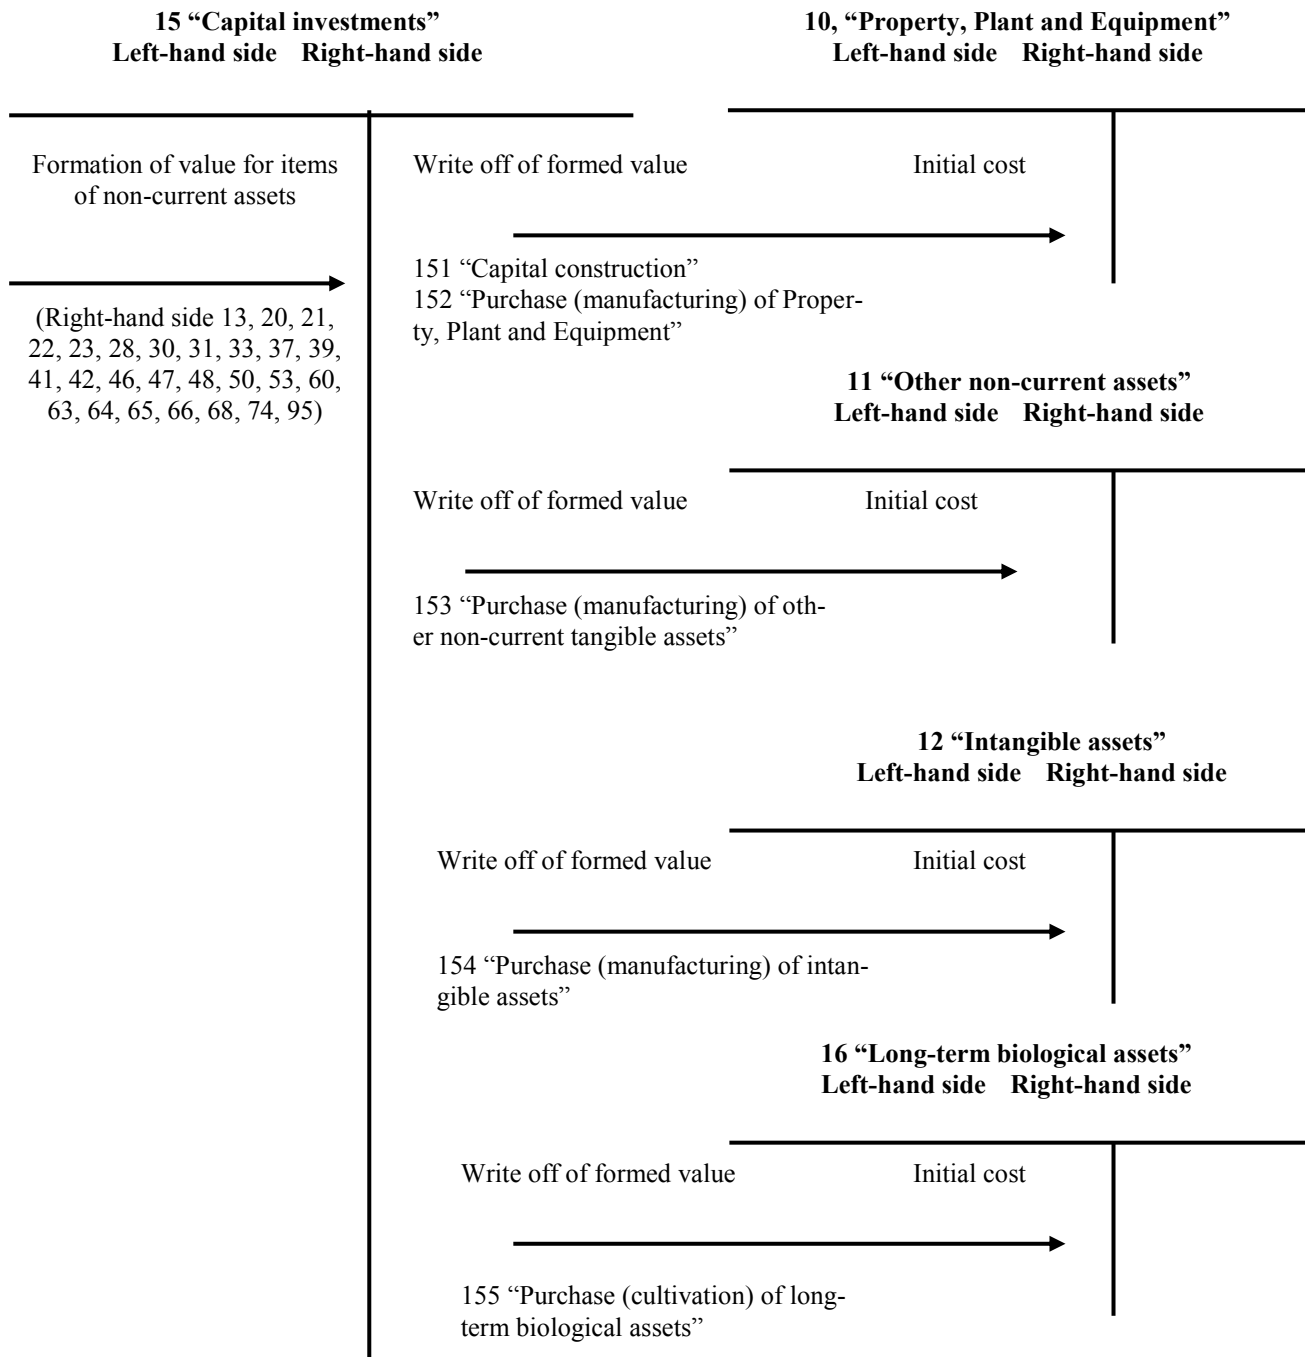 15 “Capital investments”
Left-hand side Right-hand side
10, “Property, Plant and Equipment”
Left-hand side Right-hand side
Formation of value for items
of non-current assets
(Right-hand side 13, 20, 21,
22, 23, 28, 30, 31, 33, 37, 39,
41, 42, 46, 47, 48, 50, 53, 60,
63, 64, 65, 66, 68, 74, 95)
Write off of formed value
Initial cost
151 “Capital construction”
152 “Purchase (manufacturing) of Proper-
ty, Plant and Equipment”
11 “Other non-current assets”
Left-hand side Right-hand side
Write off of formed value
Initial cost
153 “Purchase (manufacturing) of oth-
er non-current tangible assets”
12 “Intangible assets”
Left-hand side Right-hand side
Write off of formed value
Initial cost
154 “Purchase (manufacturing) of intan-
gible assets”
16 “Long-term biological assets”
Left-hand side Right-hand side
Write off of formed value
Initial cost
155 “Purchase (cultivation) of long-
term biological assets”